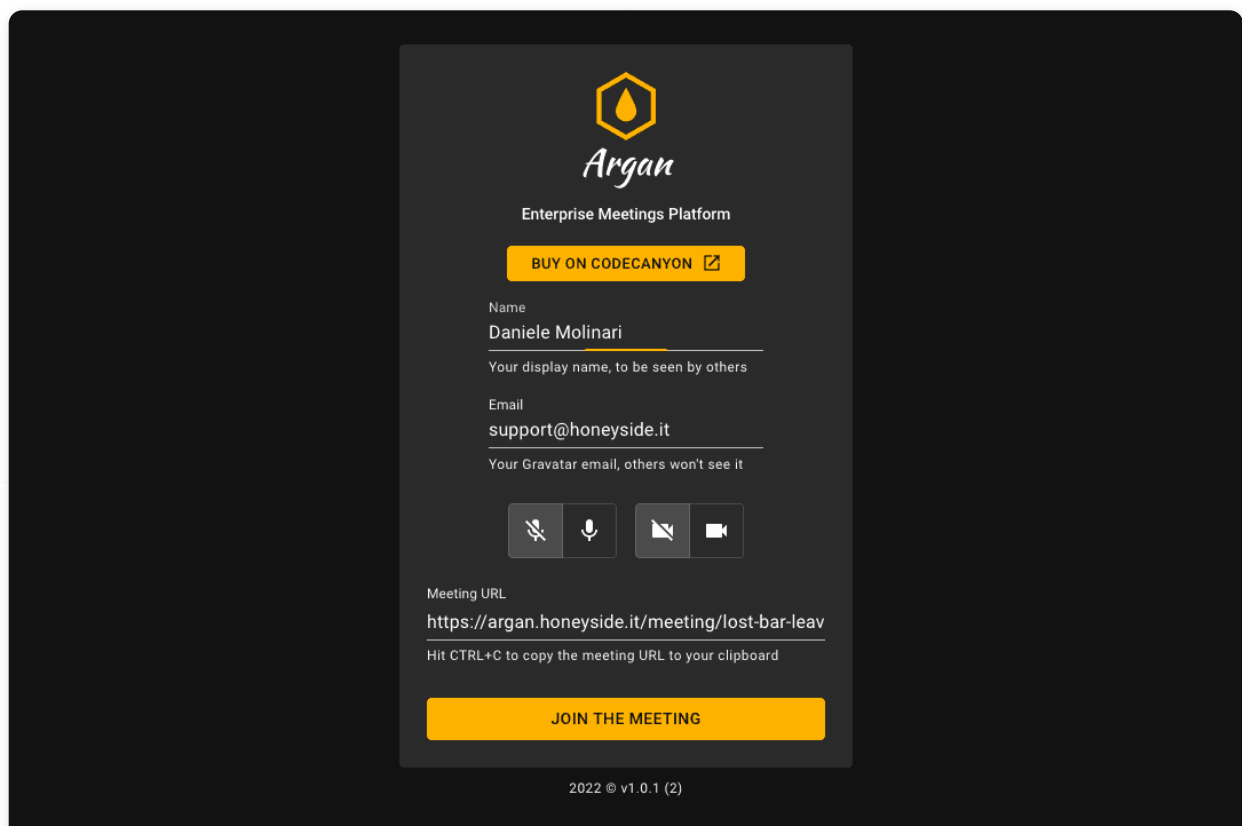 Argan
Enterprise Meetings Platform
BUY ON CODECANYON
Name
Daniele Molinari
Your display name, to be seen by others
Email
support@honeyside.it
Your Gravatar email, others won't see it
Meeting URL
https://argan.honeyside.it/meeting/lost-bar-leav
Hit CTRL+C to copy the meeting URL to your clipboard
JOIN THE MEETING
2022 © v1.0.1 (2)